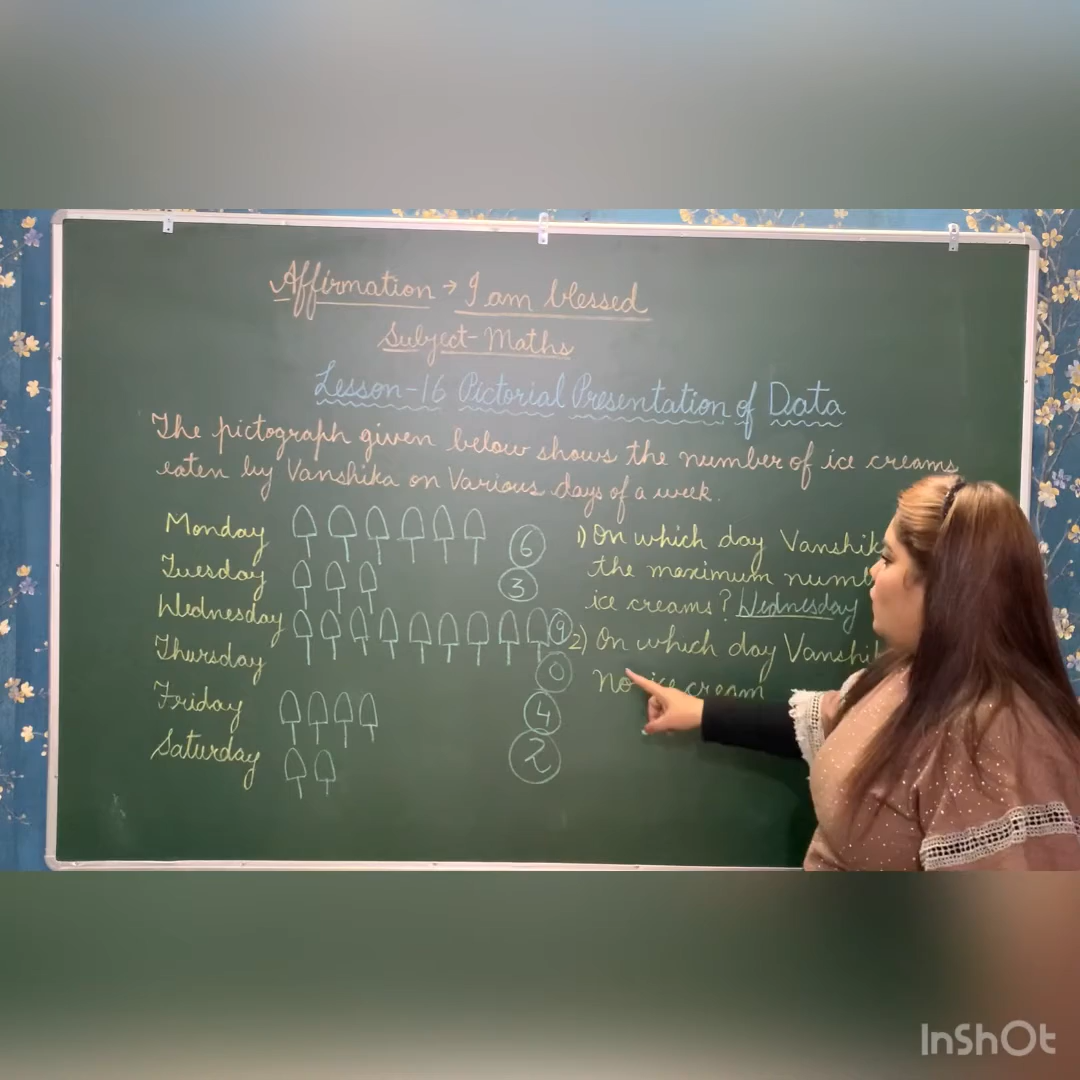 Affirmation → I am blessed
Subject - Maths
Lesson-16 Pictorial Presentation of Data
The pictograph given below shows the number of ice creams
eaten by Vanshika on Various days of a week.
Monday 6
Tuesday 3
Wednesday 9
Thursday 0
Friday 4
Saturday 2
1) On which day
the maximum
ice creams? Wednesday
2) On which day
No ice cream
InShOt